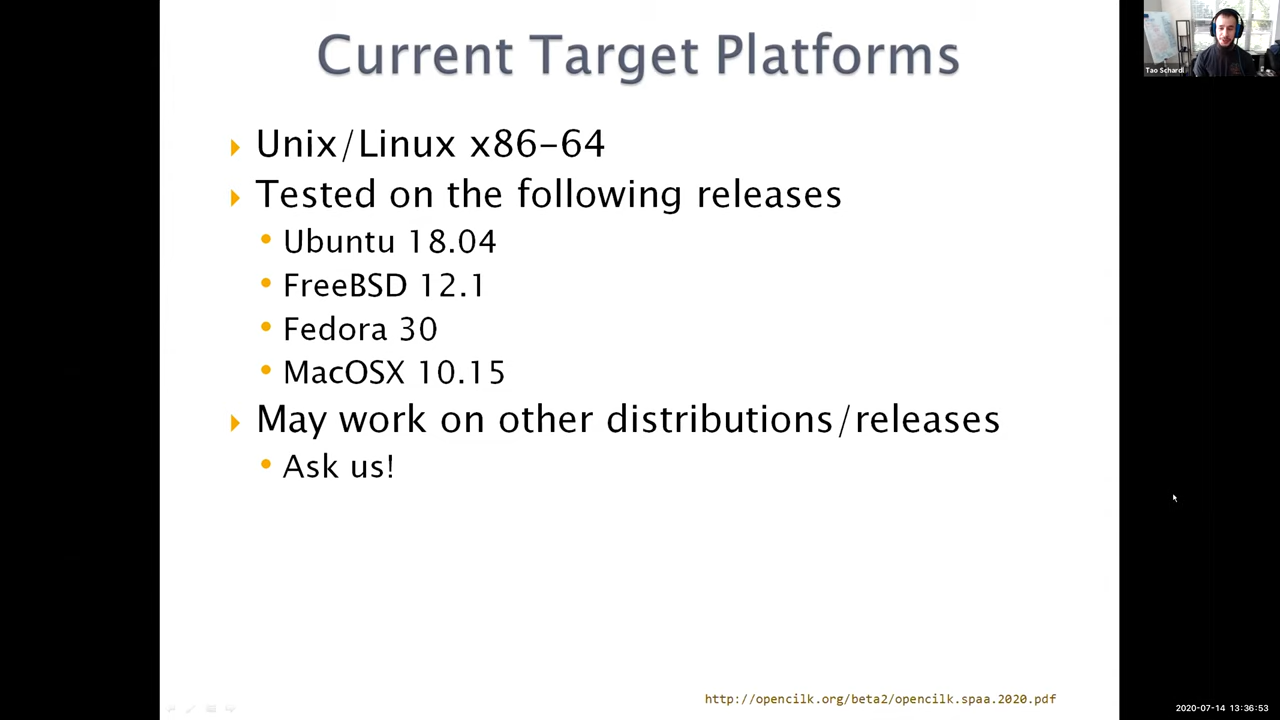 Current Target Platforms
Tao Schardl
Unix/Linux x86-64
Tested on the following releases
Ubuntu 18.04
FreeBSD 12.1
Fedora 30
MacOSX 10.15
May work on other distributions/releases
Ask us!
http://opencilk.org/beta2/opencilk.spaa.2020.pdf
2020-07-14 13:36:53